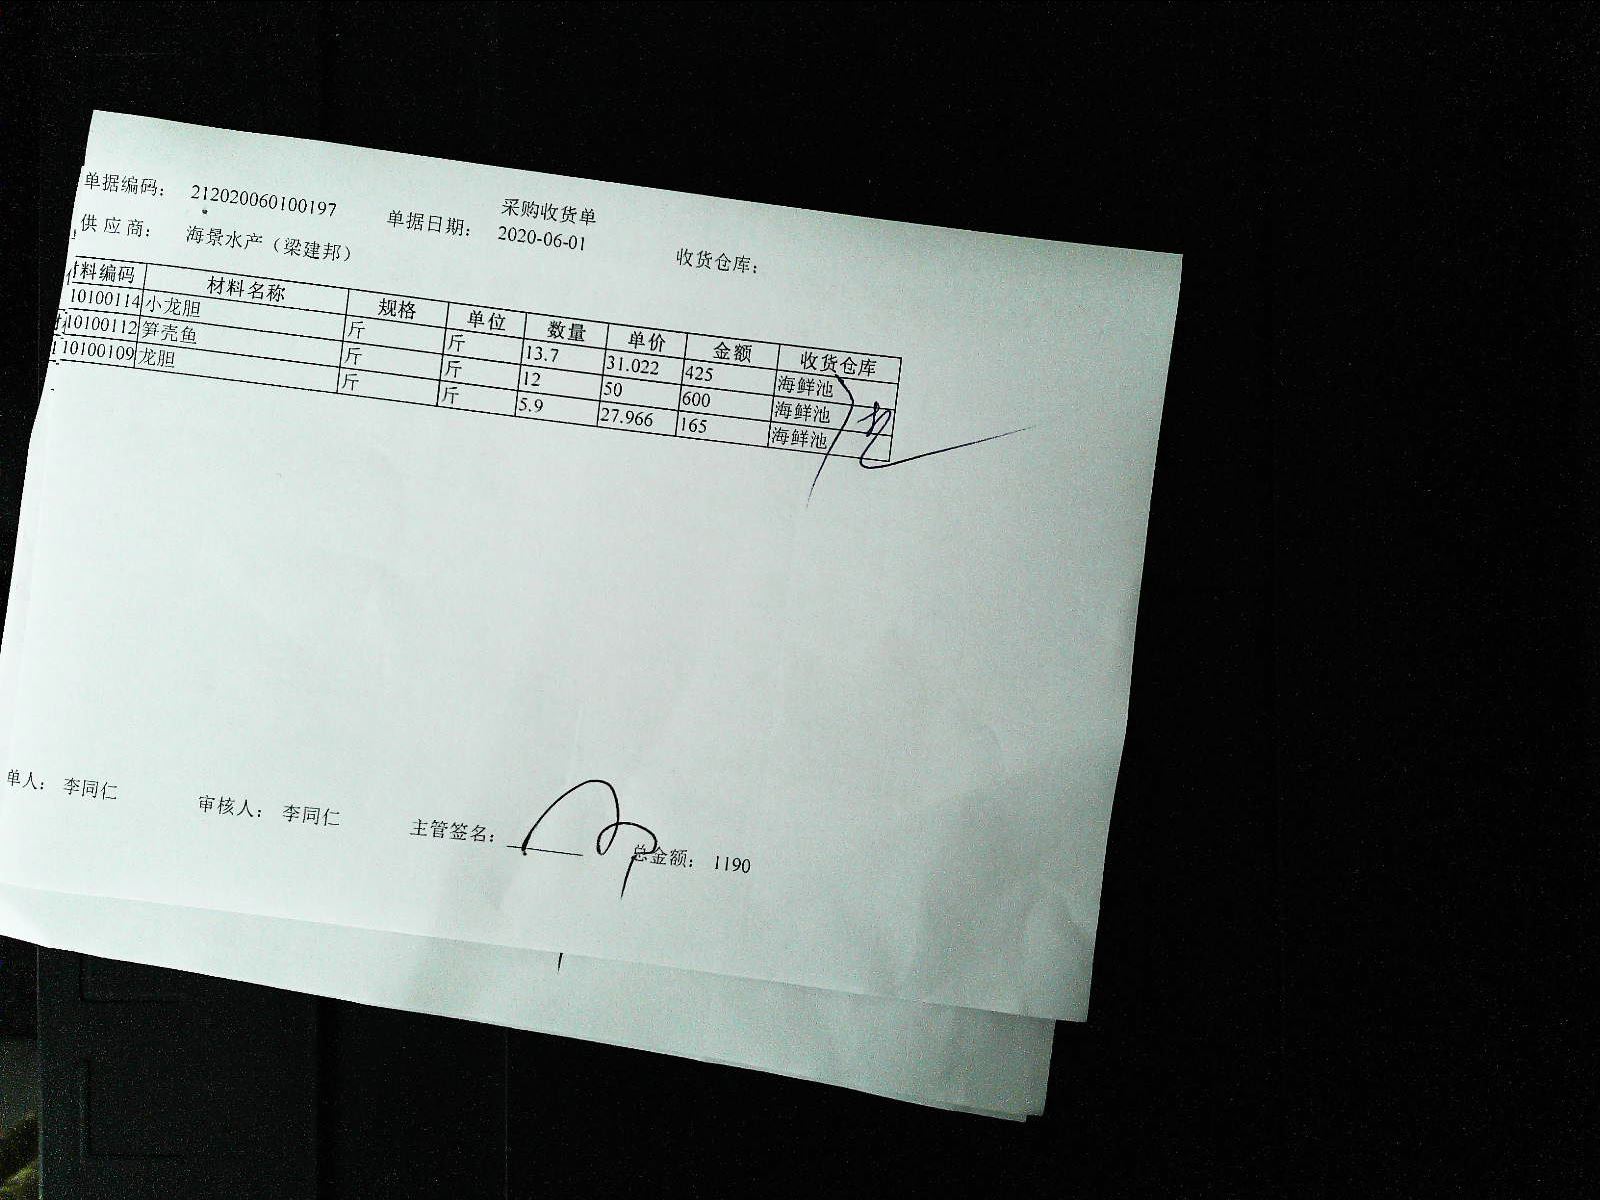 采购收货单
单据编码： 212020060100197 单据日期： 2020-06-01 收货仓库：
供 应 商： 海景水产（梁建邦）
材料编码 材料名称 规格 单位 数量 单价 金额 收货仓库
10100114 小龙胆 斤 斤 13.7 31.022 425 海鲜池
10100112 笋壳鱼 斤 斤 12 50 600 海鲜池
10100109 龙胆 斤 斤 5.9 27.966 165 海鲜池
单人： 李同仁 审核人： 李同仁 主管签名： 总金额： 1190